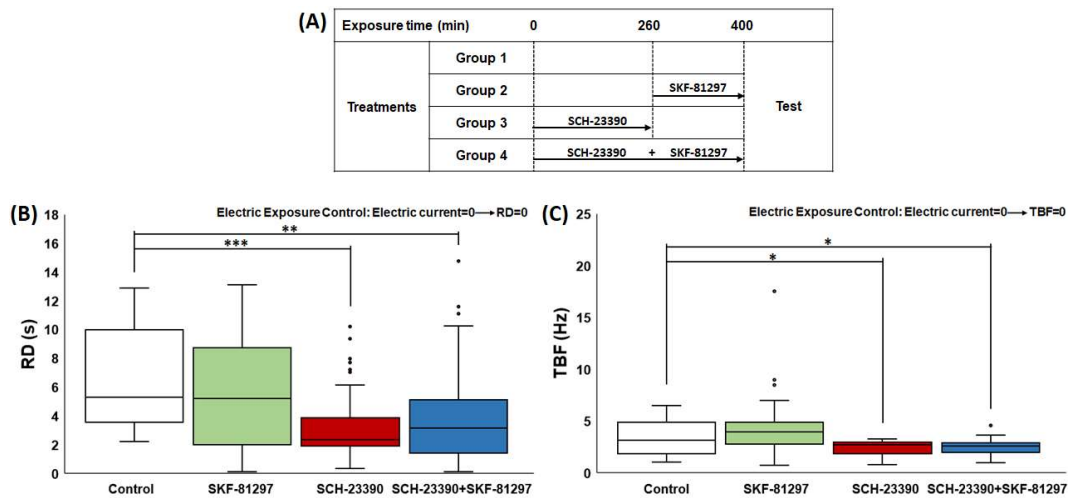 (A)
Exposure time (min) 0 260 400
Treatments
Group 1
Group 2 SKF-81297
Group 3 SCH-23390
Group 4 SCH-23390 + SKF-81297
Test
(B)
Electric Exposure Control: Electric current=0→RD=0
**
***
RD (s)
18
16
14
12
10
8
6
4
2
0
Control SKF-81297 SCH-23390 SCH-23390+SKF-81297
(C)
Electric Exposure Control: Electric current=0→TBF=0
*
*
TBF (Hz)
25
20
15
10
5
0
Control SKF-81297 SCH-23390 SCH-23390+SKF-81297